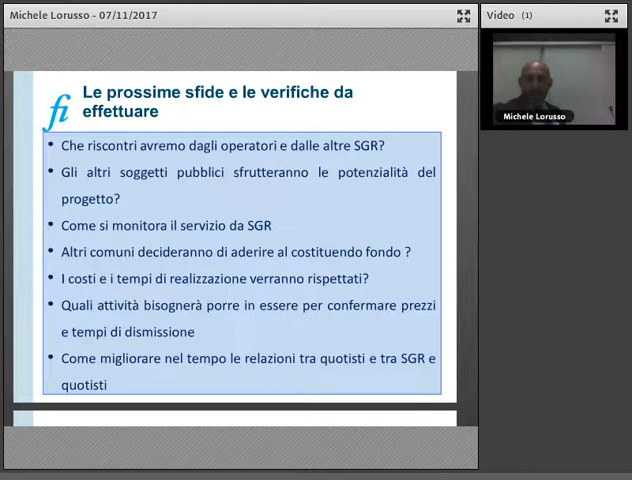 Michele Lorusso - 07/11/2017
Video (1)
Michele Lorusso
fi
Le prossime sfide e le verifiche da
effettuare
• Che riscontri avremo dagli operatori e dalle altre SGR?
• Gli altri soggetti pubblici sfrutteranno le potenzialità del
progetto?
• Come si monitora il servizio da SGR
• Altri comuni decideranno di aderire al costituendo fondo ?
• I costi e i tempi di realizzazione verranno rispettati?
• Quali attività bisognerà porre in essere per confermare prezzi
e tempi di dismissione
• Come migliorare nel tempo le relazioni tra quotisti e tra SGR e
quotisti